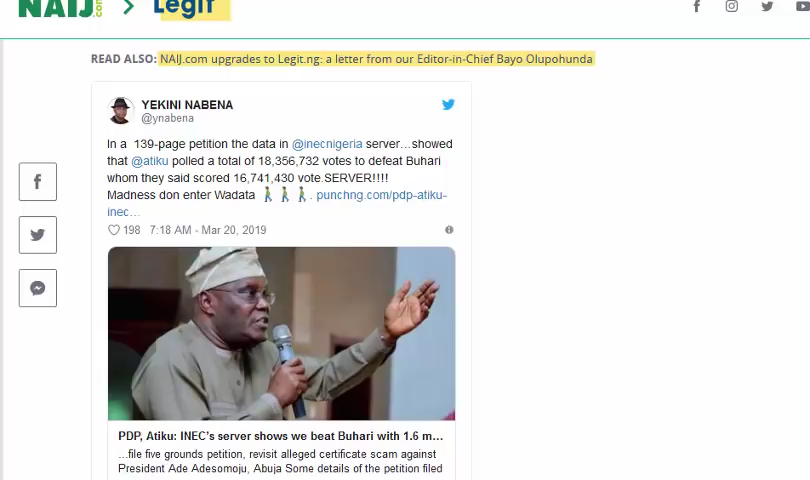 NAIJ.com > Legit
READ ALSO: NAIJ.com upgrades to Legit.ng: a letter from our Editor-in-Chief Bayo Olupohunda
YEKINI NABENA
@ynabena
In a 139-page petition the data in @inecnigeria server...showed
that @atiku polled a total of 18,356,732 votes to defeat Buhari
whom they said scored 16,741,430 vote.SERVER!!!!
Madness don enter Wadata 🚶🚶🚶. punchng.com/pdp-atiku-
inec…
198 7:18 AM - Mar 20, 2019
PDP, Atiku: INEC's server shows we beat Buhari with 1.6 m...
...file five grounds petition, revisit alleged certificate scam against
President Ade Adesomoju, Abuja Some details of the petition filed